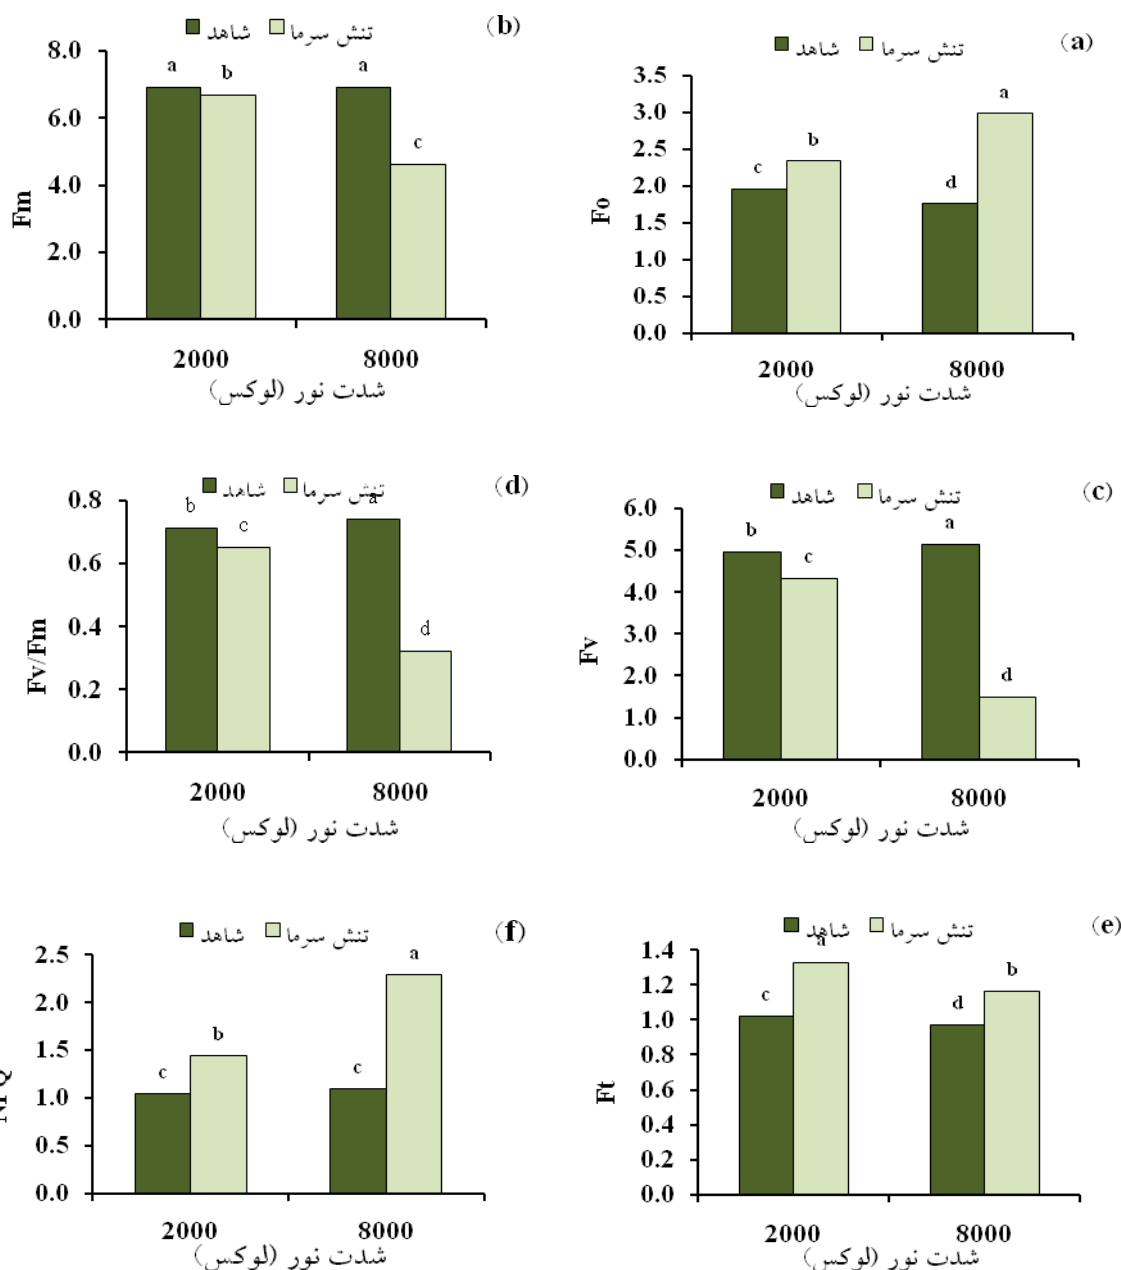 (a)
شاهد تنش سرما
3.5
3.0
2.5
2.0
1.5
1.0
0.5
0.0
Fo
c b d a
2000 8000
شدت نور (لوکس)
(b)
شاهد تنش سرما
8.0
6.0
4.0
2.0
0.0
Fm
a b a c
2000 8000
شدت نور (لوکس)
(c)
شاهد تنش سرما
6.0
5.0
4.0
3.0
2.0
1.0
0.0
Fv
b c a d
2000 8000
شدت نور (لوکس)
(d)
شاهد تنش سرما
0.8
0.6
0.4
0.2
0.0
Fv/Fm
b c a d
2000 8000
شدت نور (لوکس)
(e)
شاهد تنش سرما
1.4
1.2
1.0
0.8
0.6
0.4
0.2
0.0
Ft
c a d b
2000 8000
شدت نور (لوکس)
(f)
شاهد تنش سرما
2.5
2.0
1.5
1.0
0.5
0.0
NPQ
c b c a
2000 8000
شدت نور (لوکس)